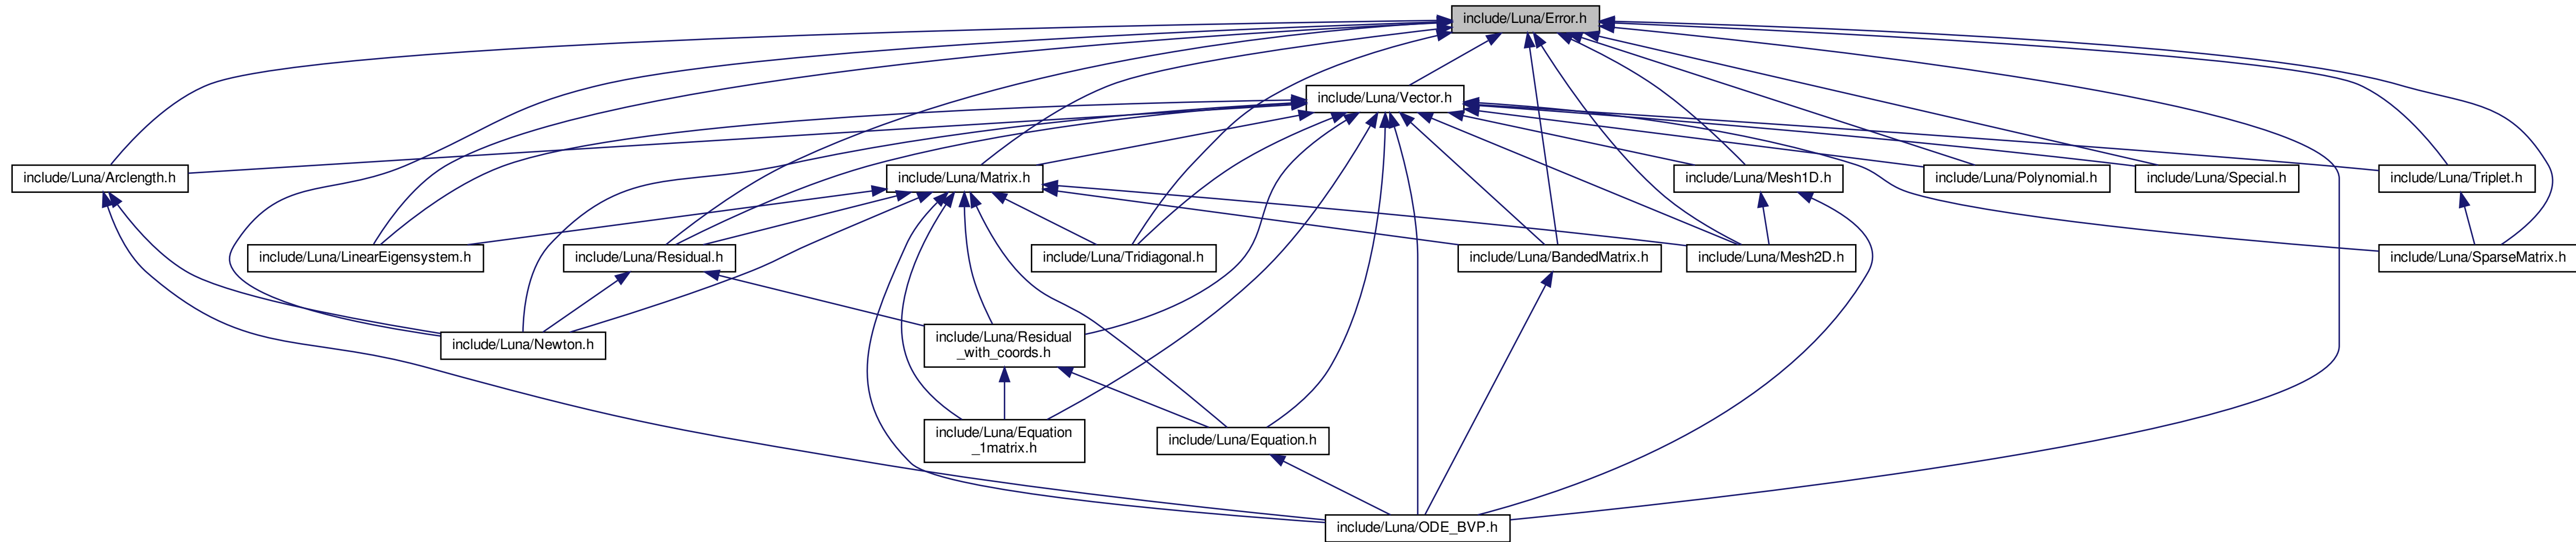 include/Luna/Error.h
include/Luna/Vector.h
include/Luna/Arclength.h
include/Luna/Matrix.h
include/Luna/Mesh1D.h
include/Luna/Polynomial.h
include/Luna/Special.h
include/Luna/Triplet.h
include/Luna/LinearEigensystem.h
include/Luna/Residual.h
include/Luna/Tridiagonal.h
include/Luna/BandedMatrix.h
include/Luna/Mesh2D.h
include/Luna/SparseMatrix.h
include/Luna/Newton.h
include/Luna/Residual
_with_coords.h
include/Luna/Equation
_1matrix.h
include/Luna/Equation.h
include/Luna/ODE_BVP.h